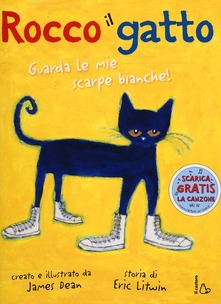 Rocco il gatto
Guarda le mie
scarpe bianche!
SCARICA
GRATIS
LA CANZONE
creato e illustrato da
James Dean
storia di
Eric Litwin